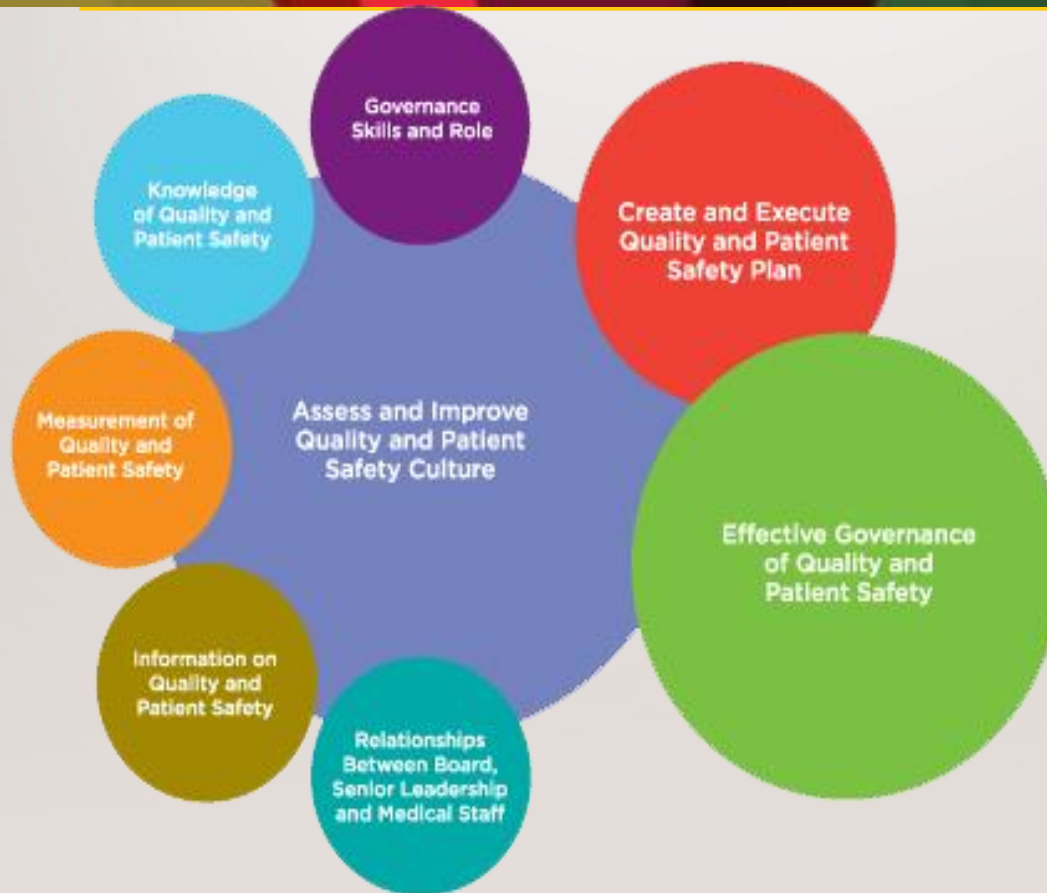 Governance
Skills and Role
Knowledge
of Quality and
Patient Safety
Create and Execute
Quality and Patient
Safety Plan
Measurement of
Quality and
Patient Safety
Assess and Improve
Quality and Patient
Safety Culture
Effective Governance
of Quality and
Patient Safety
Information on
Quality and
Patient Safety
Relationships
Between Board,
Senior Leadership
and Medical Staff